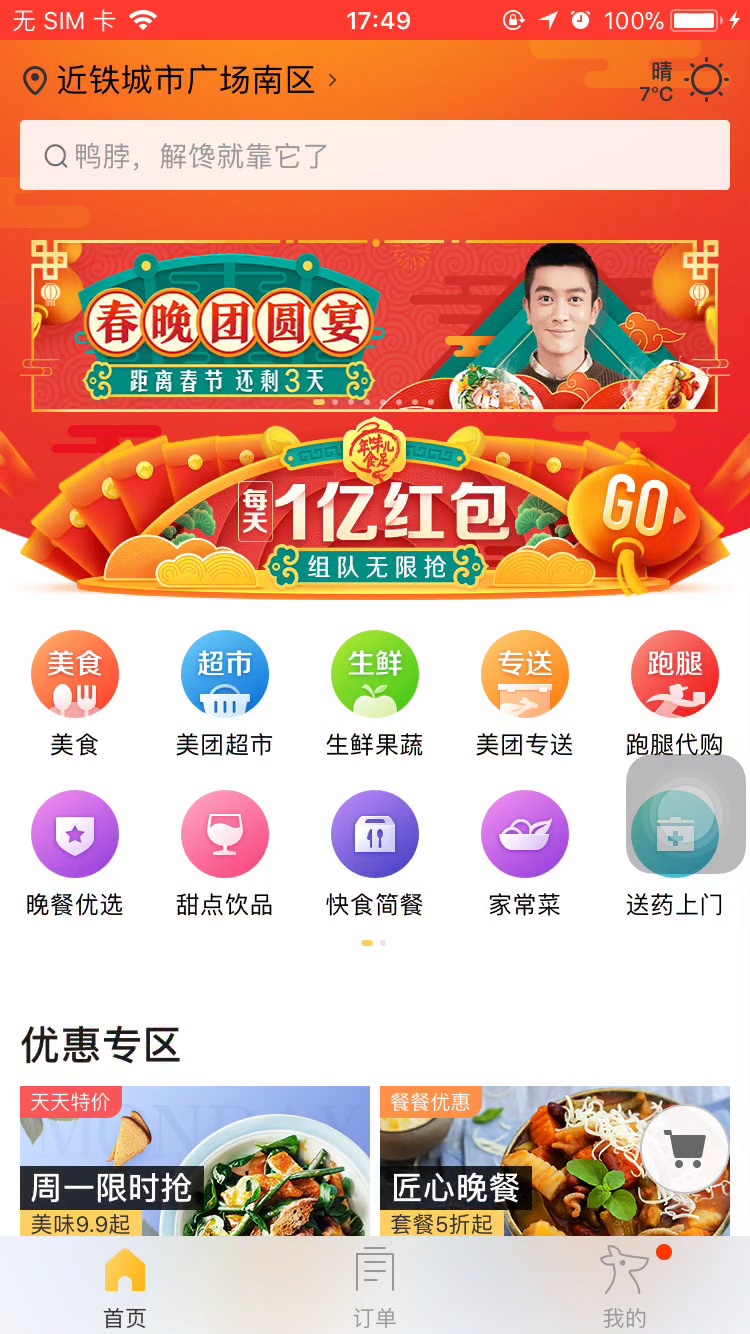 无 SIM 卡
17:49
100%
近铁城市广场南区
晴
7°C
鸭脖，解馋就靠它了
春晚团圆宴
距离春节 还剩3天
年味儿
食足
每天
1亿红包
GO
组队无限抢
美食
超市
生鲜
专送
跑腿
美食
美团超市
生鲜果蔬
美团专送
跑腿代购
晚餐优选
甜点饮品
快食简餐
家常菜
送药上门
优惠专区
天天特价
餐餐优惠
MONDAY
周一限时抢
匠心晚餐
美味9.9起
套餐5折起
首页
订单
我的